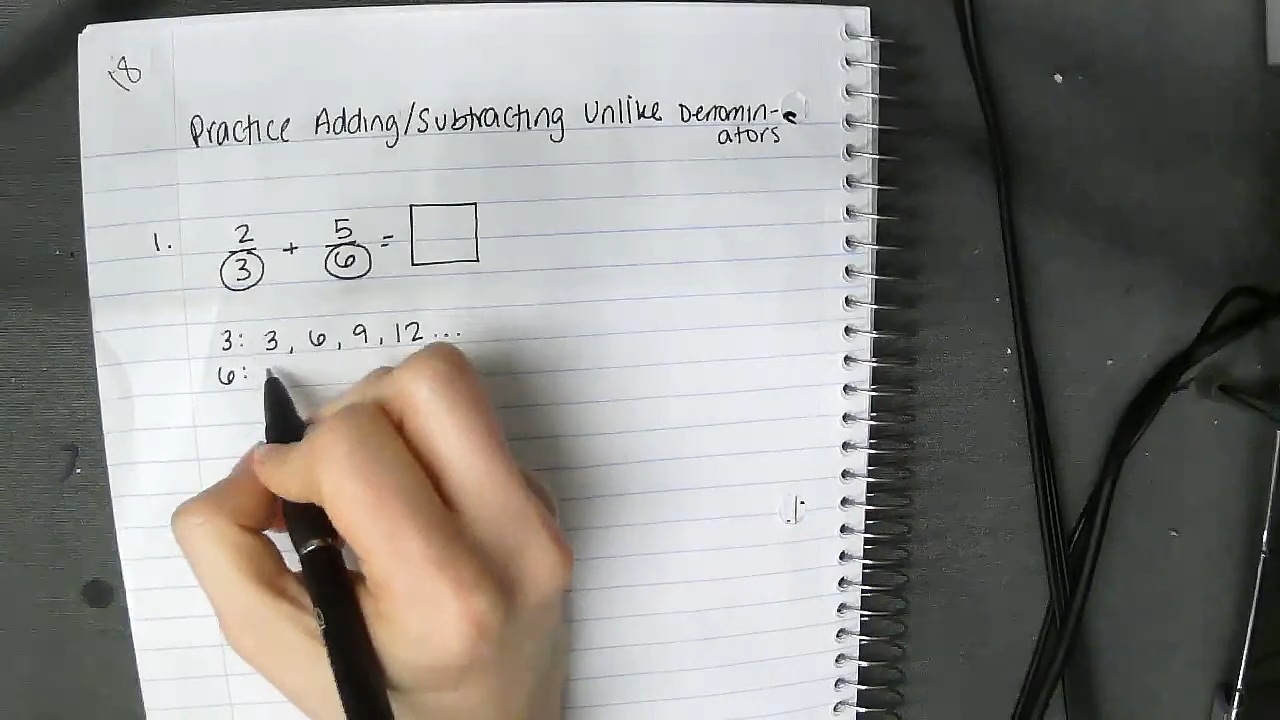 18
Practice Adding/Subtracting Unlike Denomin-
ators
1. 2/3 + 5/6 =
3: 3, 6, 9, 12...
6: